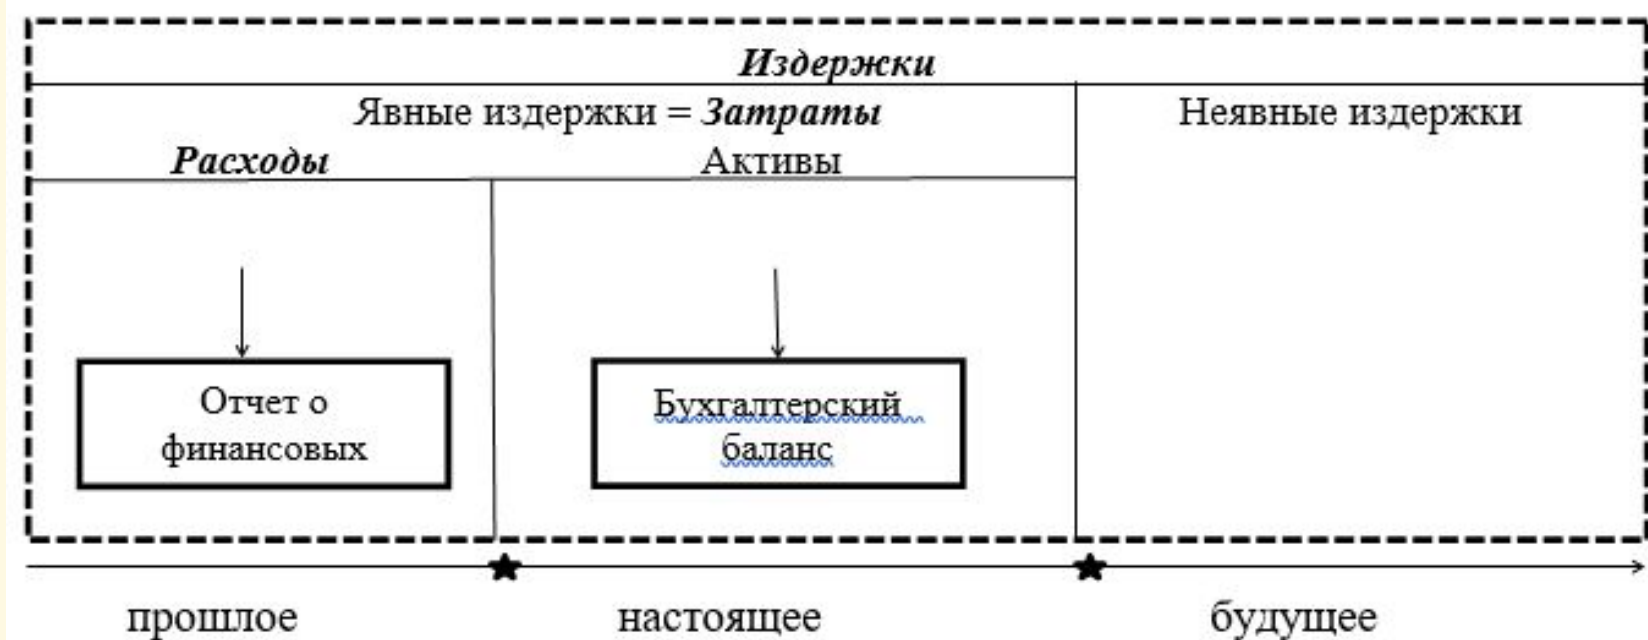 Издержки
Явные издержки = Затраты
Неявные издержки
Расходы
Активы
Отчет о
финансовых
Бухгалтерский
баланс
прошлое
настоящее
будущее